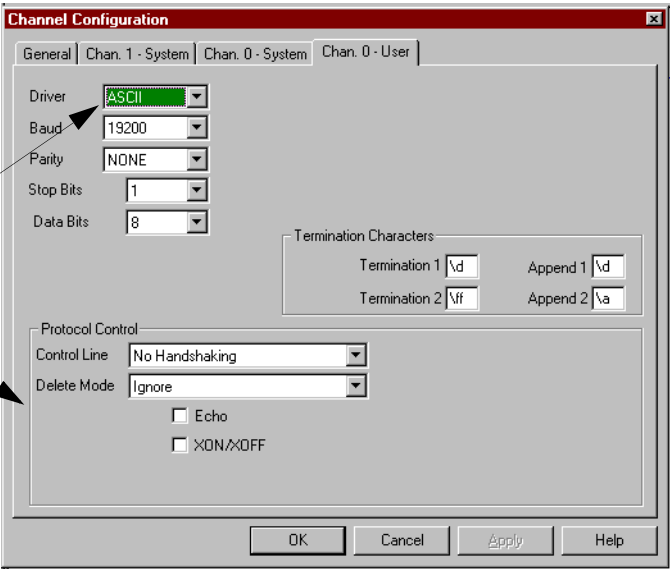 Channel Configuration
General Chan. 1 - System Chan. 0 - System Chan. 0 - User
Driver ASCII
Baud 19200
Parity NONE
Stop Bits 1
Data Bits 8
Termination Characters
Termination 1 \d Append 1 \d
Termination 2 \ff Append 2 \a
Protocol Control
Control Line No Handshaking
Delete Mode Ignore
Echo
XON/XOFF
OK Cancel Apply Help